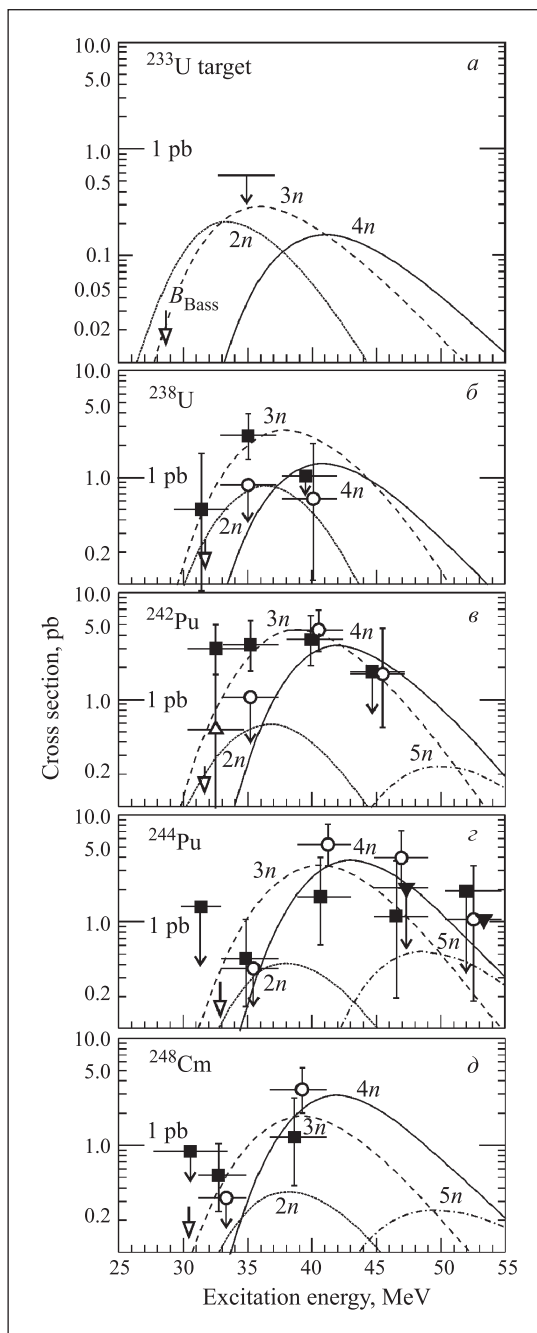 10.0
²³³U target
а
5.0
1.0
1 pb
0.5
3n
2n
4n
0.1
0.05
B_Bass
0.02
10
5.0
²³⁸U
б
3n
1.0
1 pb
4n
2n
0.2
10
5.0
²⁴²Pu
в
3n
4n
1.0
1 pb
2n
5n
0.2
10
5.0
²⁴⁴Pu
г
4n
3n
1.0
1 pb
5n
2n
0.2
10
5.0
²⁴⁸Cm
д
4n
1.0
1 pb
3n
2n
5n
0.2
0.1
25 30 35 40 45 50 55
Excitation energy, MeV
Cross section, pb